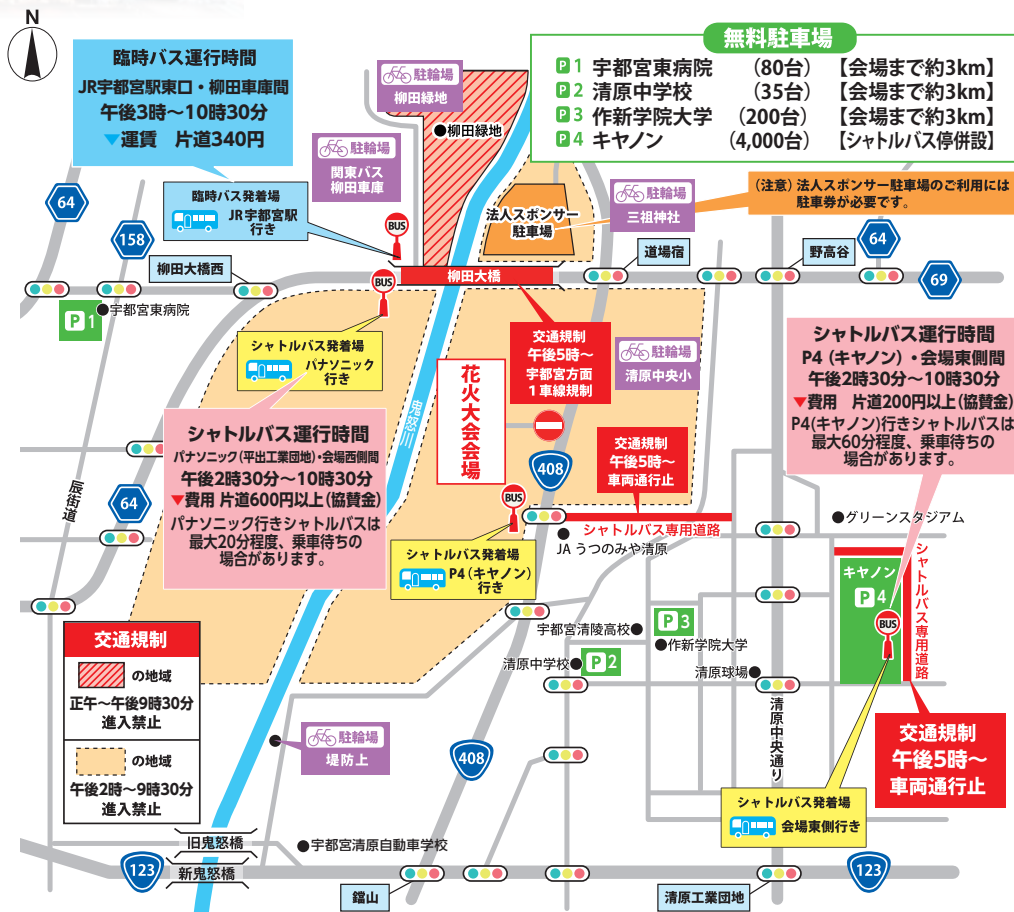 N
臨時バス運行時間
JR宇都宮駅東口・柳田車庫間
午後3時～10時30分
▼運賃 片道340円
駐輪場
柳田緑地
無料駐車場
P1 宇都宮東病院 (80台) 【会場まで約3km】
P2 清原中学校 (35台) 【会場まで約3km】
P3 作新学院大学 (200台) 【会場まで約3km】
P4 キヤノン (4,000台) 【シャトルバス停併設】
●柳田緑地
駐輪場
関東バス
柳田車庫
臨時バス発着場
JR宇都宮駅
行き
BUS
法人スポンサー
駐車場
駐輪場
三祖神社
(注意)法人スポンサー駐車場のご利用には
駐車券が必要です。
64
158
柳田大橋西
柳田大橋
道場宿
野高谷
64
69
P1
●宇都宮東病院
BUS
シャトルバス発着場
パナソニック
行き
交通規制
午後5時～
宇都宮方面
1車線規制
駐輪場
清原中央小
花火大会会場
鬼怒川
シャトルバス運行時間
P4(キヤノン)・会場東側間
午後2時30分～10時30分
▼費用 片道200円以上(協賛金)
P4(キヤノン)行きシャトルバスは
最大60分程度、乗車待ちの
場合があります。
シャトルバス運行時間
パナソニック(平出工業団地)・会場西側間
午後2時30分～10時30分
▼費用 片道600円以上(協賛金)
パナソニック行きシャトルバスは
最大20分程度、乗車待ちの
場合があります。
辰街道
64
408
交通規制
午後5時～
車両通行止
BUS
シャトルバス専用道路
●
JA うつのみや清原
●グリーンスタジアム
シャトルバス発着場
P4(キヤノン)
行き
キヤノン
P4
BUS
シャトルバス専用道路
宇都宮清陵高校●
P3
●作新学院大学
清原中学校●
P2
清原球場●
清原中央通り
交通規制
の地域
正午～午後9時30分
進入禁止
の地域
午後2時～9時30分
進入禁止
駐輪場
堤防上
408
交通規制
午後5時～
車両通行止
シャトルバス発着場
会場東側行き
旧鬼怒橋
新鬼怒橋
●宇都宮清原自動車学校
123
鐺山
清原工業団地
123